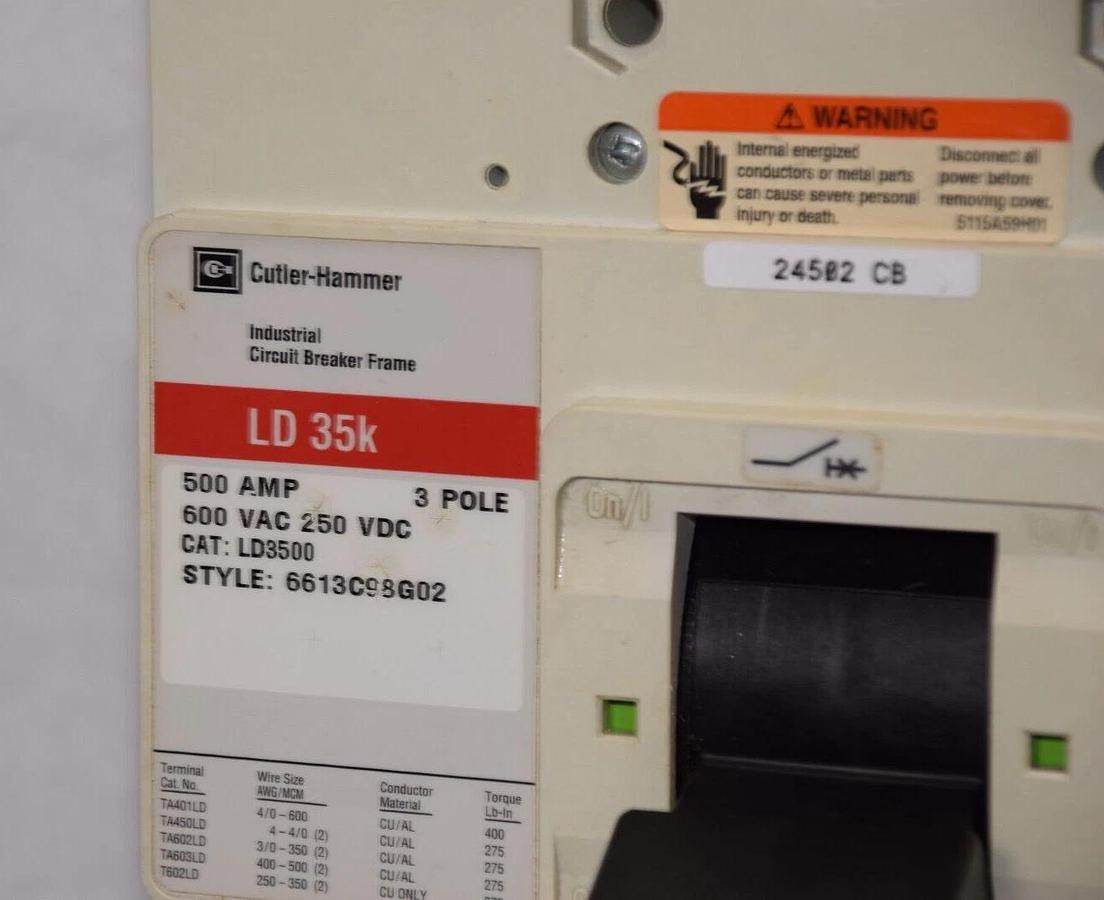 ⚠ WARNING
Internal energized
conductors or metal parts
can cause severe personal
injury or death.
Disconnect all
power before
removing cover.
5115A59H01
24502 CB
Cutler-Hammer
Industrial
Circuit Breaker Frame
LD 35k
500 AMP 3 POLE
600 VAC 250 VDC
CAT: LD3500
STYLE: 6613C98G02
On/I
Terminal Cat. No. Wire Size AWG/MCM Conductor Material Torque Lb-In
TA401LD 4/0-600 CU/AL 400
TA450LD 4-4/0 (2) CU/AL 275
TA602LD 3/0-350 (2) CU/AL 275
TA603LD 400-500 (2) CU/AL 275
T602LD 250-350 (2) CU ONLY